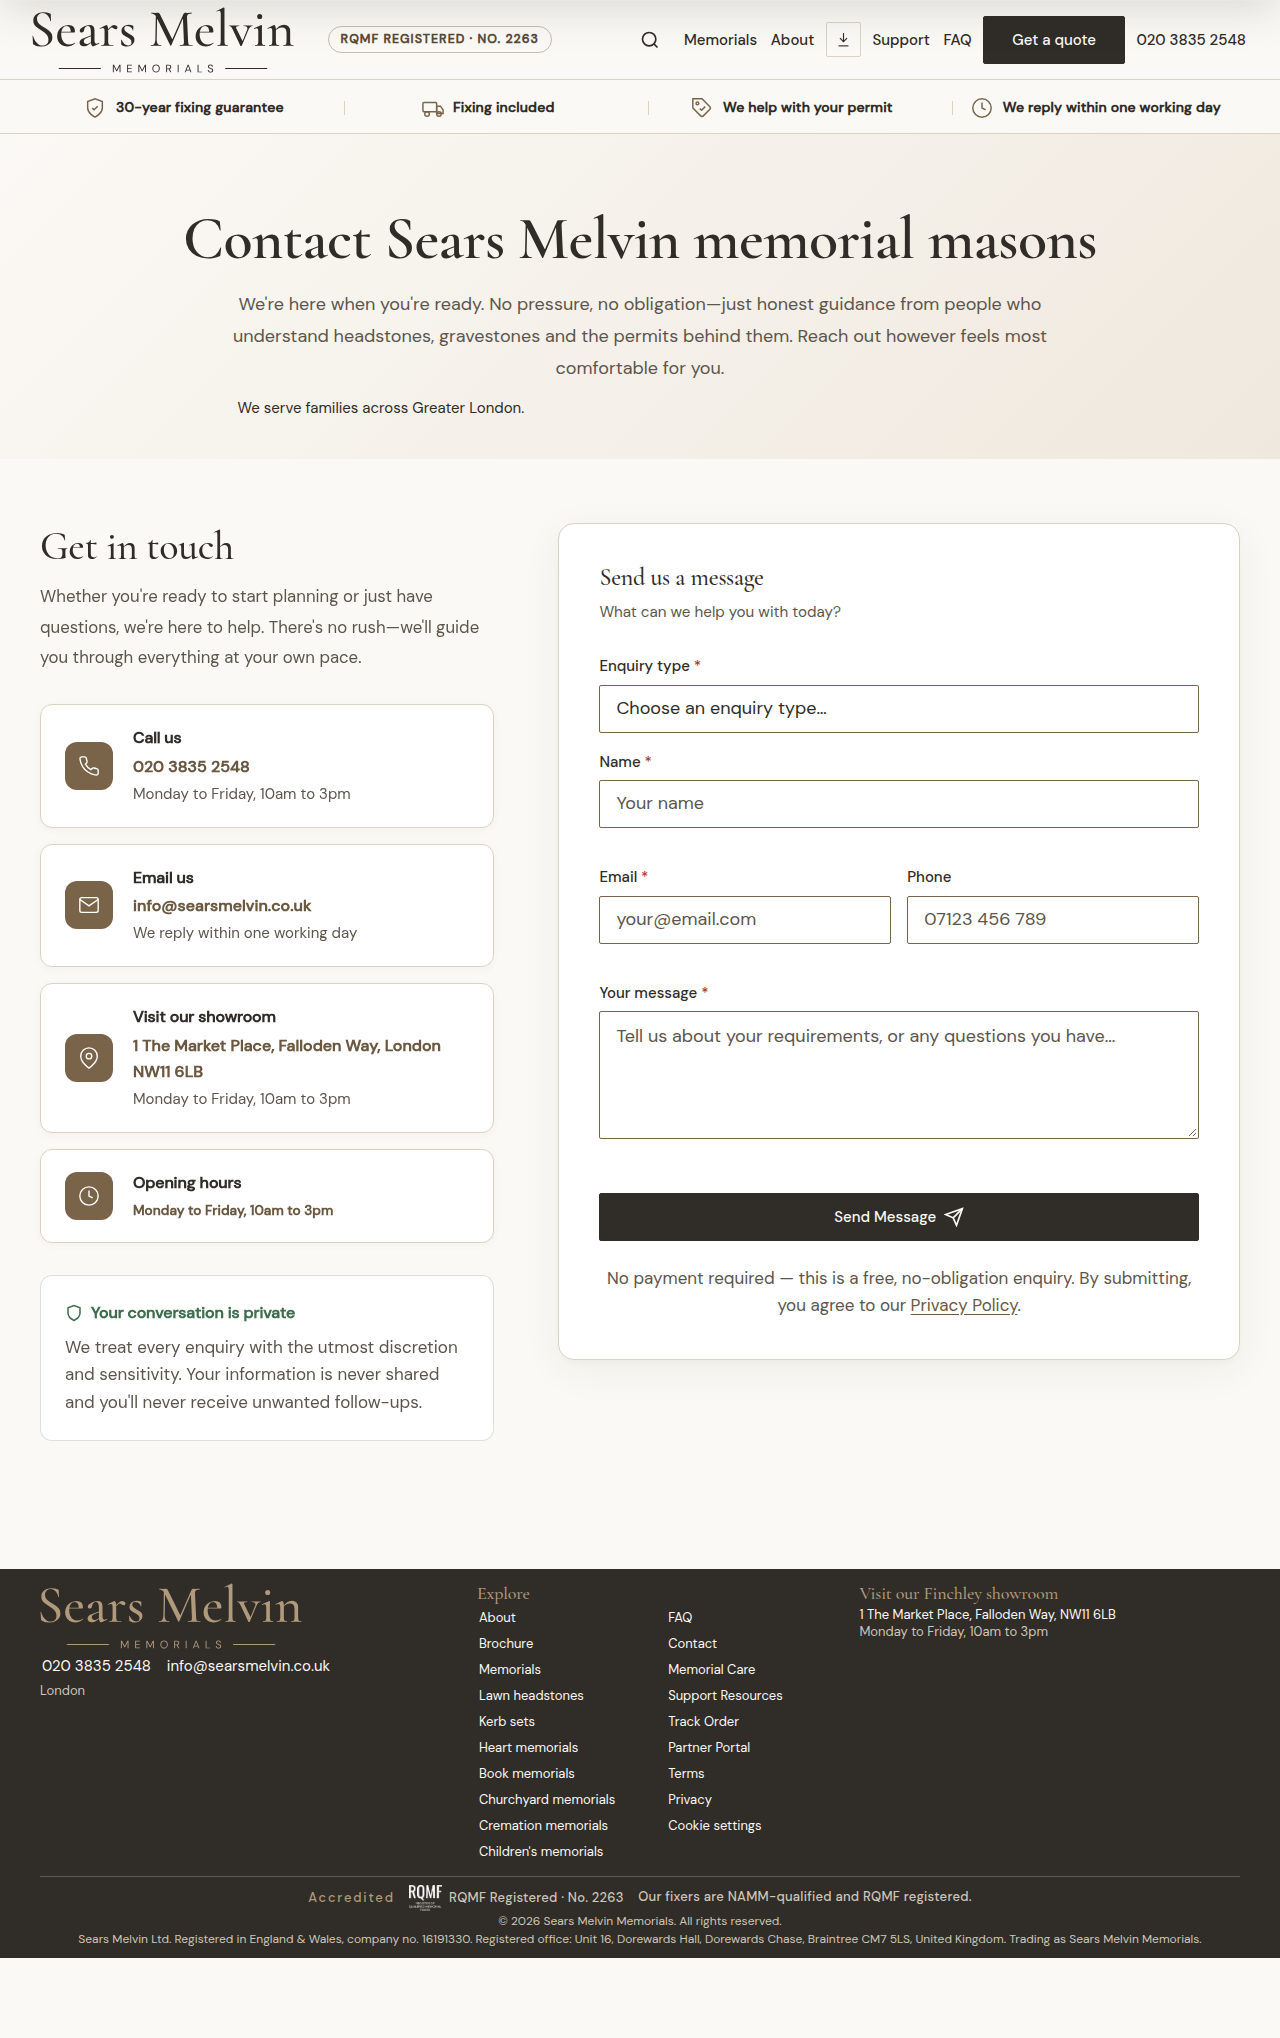 Sears Melvin
MEMORIALS
RQMF REGISTERED · NO. 2263
Memorials
About
Support
FAQ
Get a quote
020 3835 2548
30-year fixing guarantee
Fixing included
We help with your permit
We reply within one working day
Contact Sears Melvin memorial masons
We're here when you're ready. No pressure, no obligation—just honest guidance from people who
understand headstones, gravestones and the permits behind them. Reach out however feels most
comfortable for you.
We serve families across Greater London.
Get in touch
Whether you're ready to start planning or just have
questions, we're here to help. There's no rush—we'll guide
you through everything at your own pace.
Call us
020 3835 2548
Monday to Friday, 10am to 3pm
Email us
info@searsmelvin.co.uk
We reply within one working day
Visit our showroom
1 The Market Place, Falloden Way, London
NW11 6LB
Monday to Friday, 10am to 3pm
Opening hours
Monday to Friday, 10am to 3pm
Your conversation is private
We treat every enquiry with the utmost discretion
and sensitivity. Your information is never shared
and you'll never receive unwanted follow-ups.
Send us a message
What can we help you with today?
Enquiry type *
Choose an enquiry type...
Name *
Your name
Email *
Phone
your@email.com
07123 456 789
Your message *
Tell us about your requirements, or any questions you have...
Send Message
No payment required — this is a free, no-obligation enquiry. By submitting,
you agree to our Privacy Policy.
Sears Melvin
MEMORIALS
020 3835 2548
info@searsmelvin.co.uk
London
Explore
About
Brochure
Memorials
Lawn headstones
Kerb sets
Heart memorials
Book memorials
Churchyard memorials
Cremation memorials
Children's memorials
FAQ
Contact
Memorial Care
Support Resources
Track Order
Partner Portal
Terms
Privacy
Cookie settings
Visit our Finchley showroom
1 The Market Place, Falloden Way, NW11 6LB
Monday to Friday, 10am to 3pm
Accredited
RQMF
RQMF Registered · No. 2263
Our fixers are NAMM-qualified and RQMF registered.
© 2026 Sears Melvin Memorials. All rights reserved.
Sears Melvin Ltd. Registered in England & Wales, company no. 16191330. Registered office: Unit 16, Dorewards Hall, Dorewards Chase, Braintree CM7 5LS, United Kingdom. Trading as Sears Melvin Memorials.